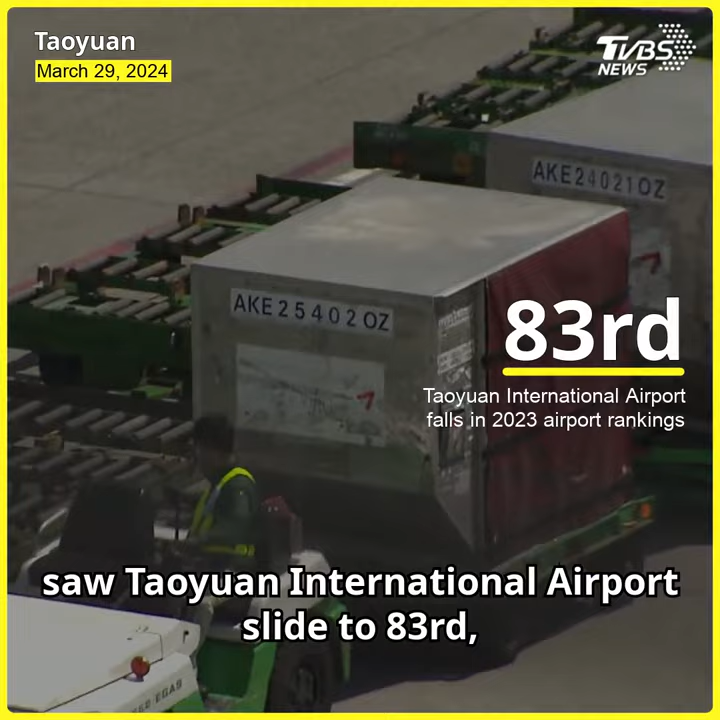 Taoyuan
March 29, 2024
TVBS
NEWS
AKE24021OZ
AKE25402OZ
83rd
Taoyuan International Airport
falls in 2023 airport rankings
saw Taoyuan International Airport
slide to 83rd,